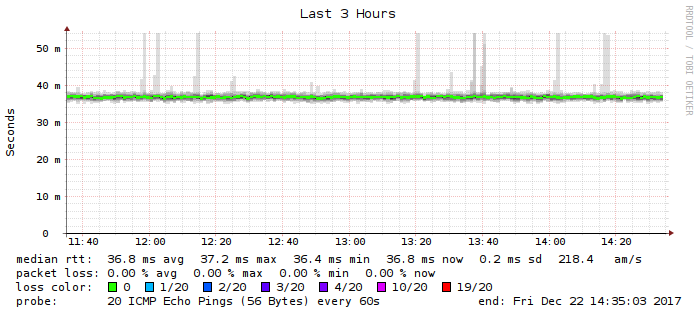 Last 3 Hours
RRDTOOL / TOBI OETIKER
Seconds
50 m
40 m
30 m
20 m
10 m
0
11:40 12:00 12:20 12:40 13:00 13:20 13:40 14:00 14:20
median rtt: 36.8 ms avg 37.2 ms max 36.4 ms min 36.8 ms now 0.2 ms sd 218.4 am/s
packet loss: 0.00 % avg 0.00 % max 0.00 % min 0.00 % now
loss color: 0 1/20 2/20 3/20 4/20 10/20 19/20
probe: 20 ICMP Echo Pings (56 Bytes) every 60s end: Fri Dec 22 14:35:03 2017